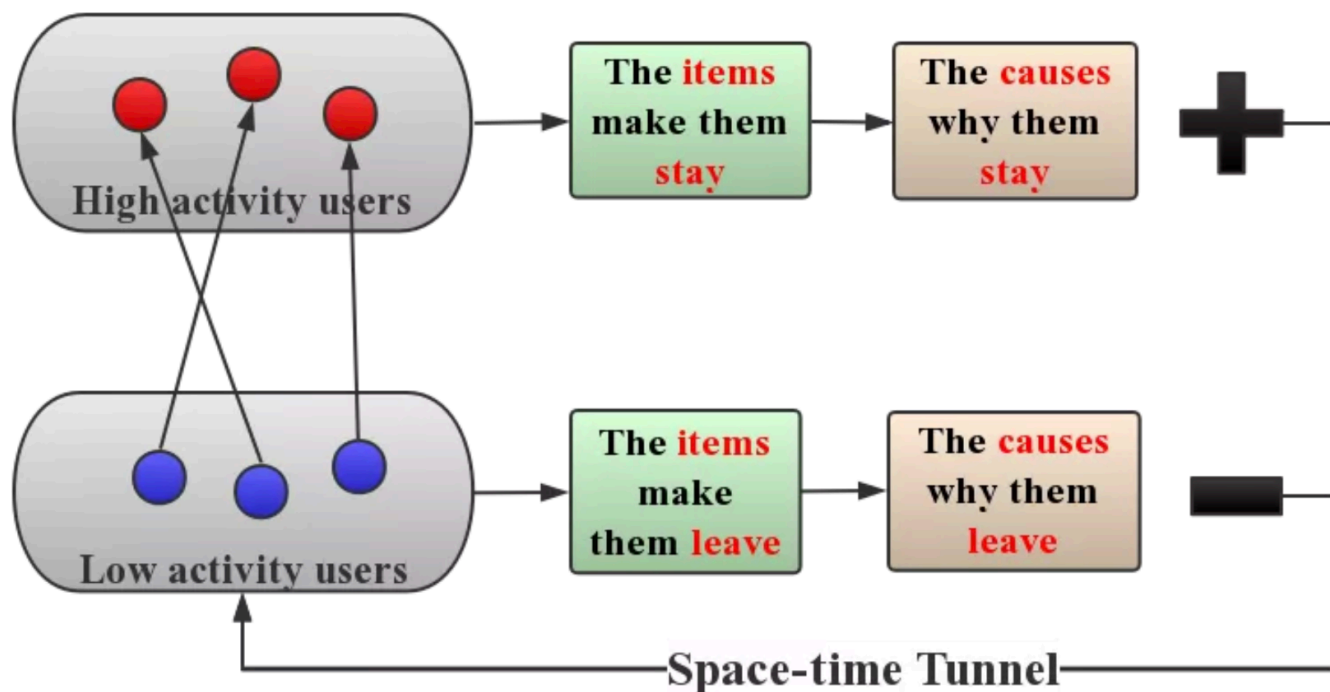 High activity users
The items
make them
stay
The causes
why them
stay
Low activity users
The items
make
them leave
The causes
why them
leave
Space-time Tunnel